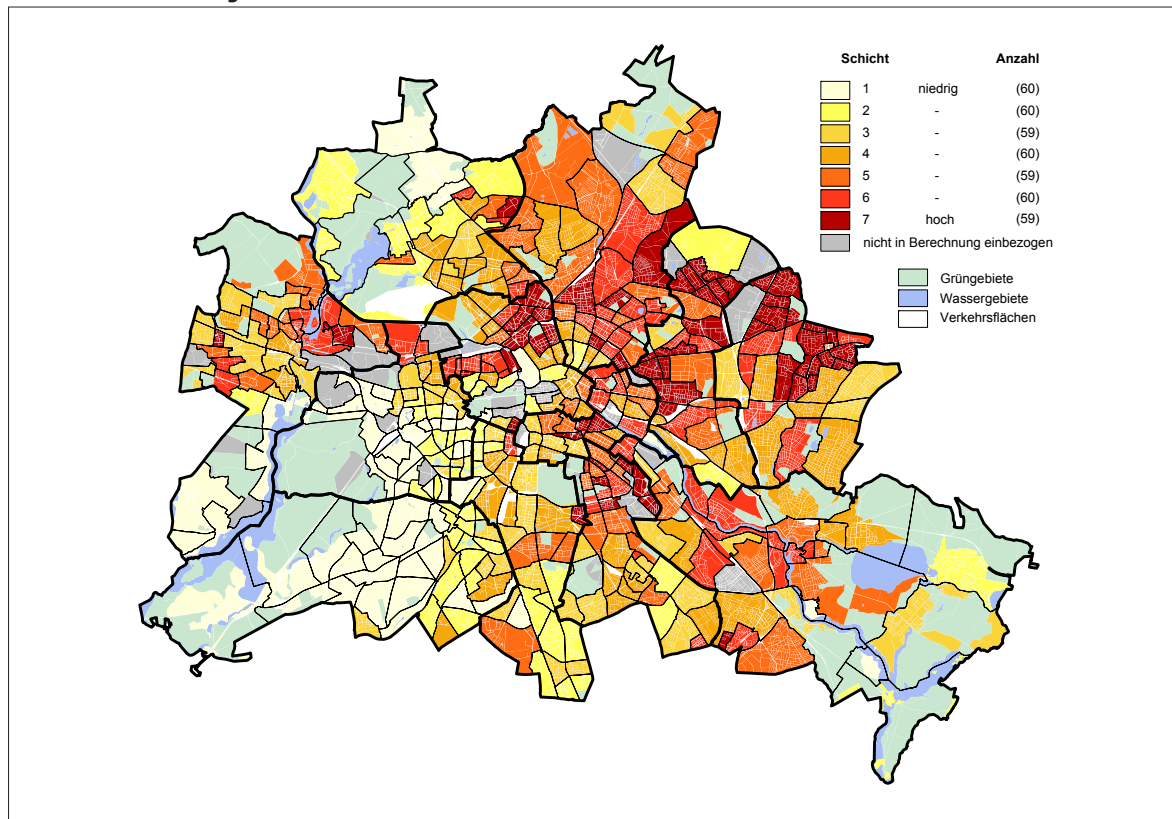 Schicht Anzahl
1 niedrig (60)
2 - (60)
3 - (59)
4 - (60)
5 - (59)
6 - (60)
7 hoch (59)
nicht in Berechnung einbezogen
Grüngebiete
Wassergebiete
Verkehrsflächen